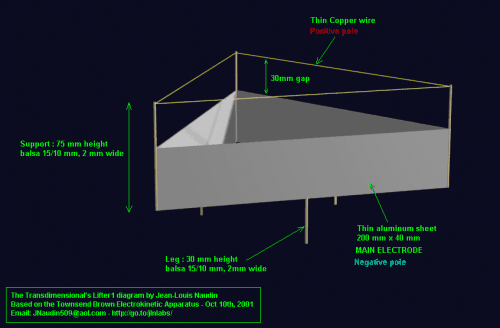 Thin Copper wire
Positive pole
30mm gap
Support : 75 mm height
balsa 15/10 mm, 2 mm wide
Thin aluminum sheet
200 mm x 40 mm
MAIN ELECTRODE
Negative pole
Leg : 30 mm height
balsa 15/10 mm, 2mm wide
The Transdimensional's Lifter1 diagram by Jean-Louis Naudin
Based on the Townsend Brown Electrokinetic Apparatus - Oct 10th, 2001
Email: JNaudin509@aol.com - http://go.to/jlnlabs/